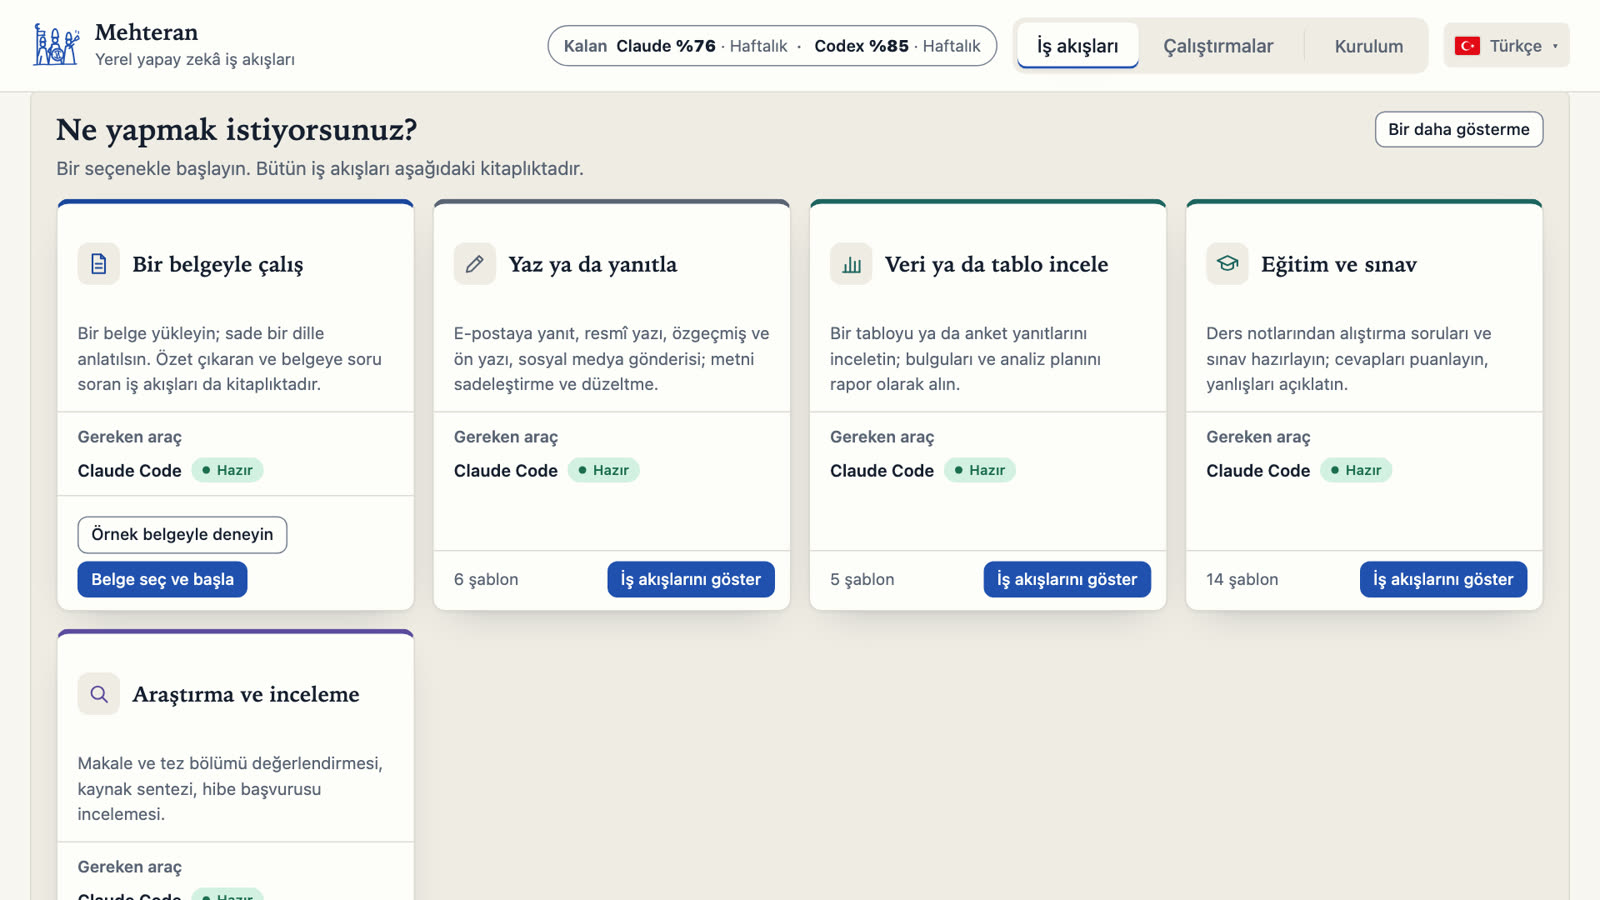 Mehteran
Yerel yapay zekâ iş akışları
Kalan Claude %76 · Haftalık · Codex %85 · Haftalık
İş akışları
Çalıştırmalar
Kurulum
Türkçe
Ne yapmak istiyorsunuz?
Bir daha gösterme
Bir seçenekle başlayın. Bütün iş akışları aşağıdaki kitaplıktadır.
Bir belgeyle çalış
Bir belge yükleyin; sade bir dille
anlatılsın. Özet çıkaran ve belgeye soru
soran iş akışları da kitaplıktadır.
Gereken araç
Claude Code Hazır
Örnek belgeyle deneyin
Belge seç ve başla
Yaz ya da yanıtla
E-postaya yanıt, resmî yazı, özgeçmiş ve
ön yazı, sosyal medya gönderisi; metni
sadeleştirme ve düzeltme.
Gereken araç
Claude Code Hazır
6 şablon
İş akışlarını göster
Veri ya da tablo incele
Bir tabloyu ya da anket yanıtlarını
inceletin; bulguları ve analiz planını
rapor olarak alın.
Gereken araç
Claude Code Hazır
5 şablon
İş akışlarını göster
Eğitim ve sınav
Ders notlarından alıştırma soruları ve
sınav hazırlayın; cevapları puanlayın,
yanlışları açıklatın.
Gereken araç
Claude Code Hazır
14 şablon
İş akışlarını göster
Araştırma ve inceleme
Makale ve tez bölümü değerlendirmesi,
kaynak sentezi, hibe başvurusu
incelemesi.
Gereken araç
Claude Code Hazır